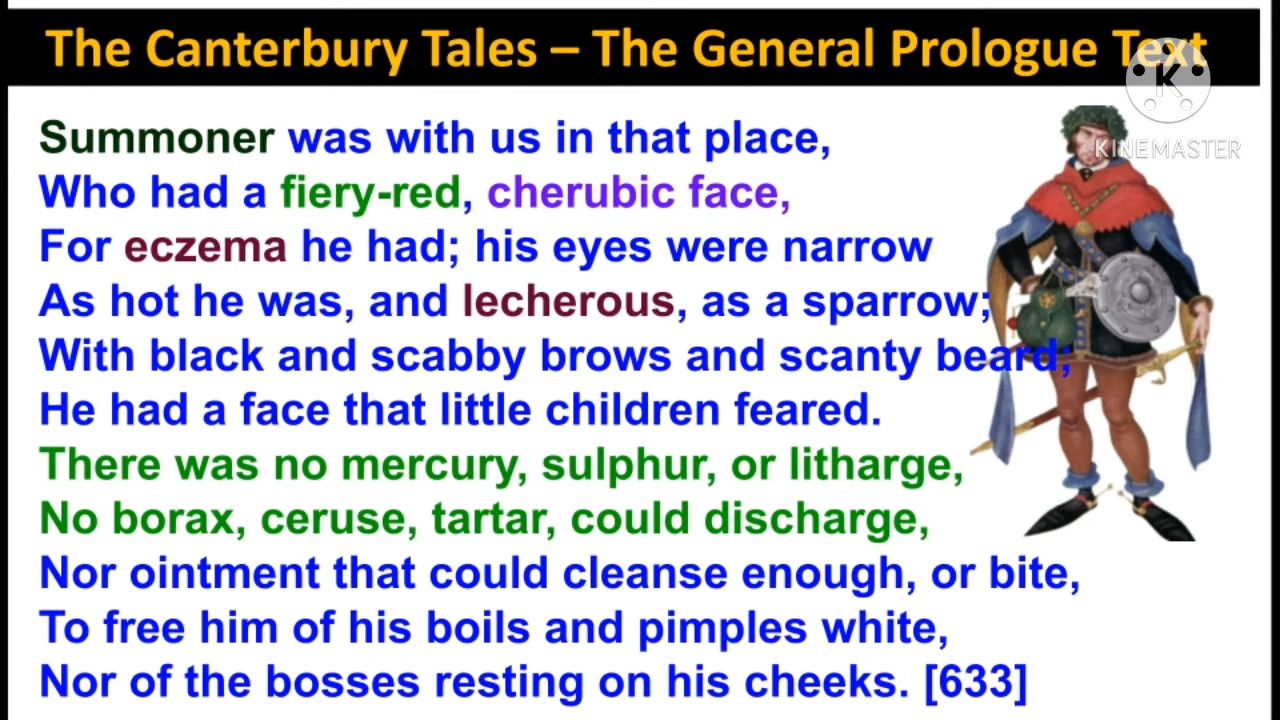 The Canterbury Tales – The General Prologue Text
K
KINEMASTER
Summoner was with us in that place,
Who had a fiery-red, cherubic face,
For eczema he had; his eyes were narrow
As hot he was, and lecherous, as a sparrow;
With black and scabby brows and scanty beard;
He had a face that little children feared.
There was no mercury, sulphur, or litharge,
No borax, ceruse, tartar, could discharge,
Nor ointment that could cleanse enough, or bite,
To free him of his boils and pimples white,
Nor of the bosses resting on his cheeks. [633]